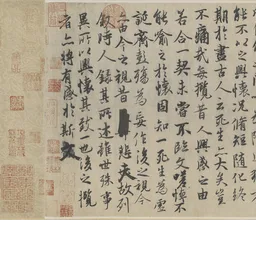 能不以之興懷況脩短隨化終
期於盡古人云死生亦大矣豈
不痛哉每攬昔人興感之由
若合一契未嘗不臨文嗟悼不
能喻之於懷固知一死生為虛
誕齊彭殤為妄作後之視今
亦由今之視昔悲夫故列
叙時人錄其所述雖世殊事
異所以興懷其致一也後之攬
者亦將有感於斯文